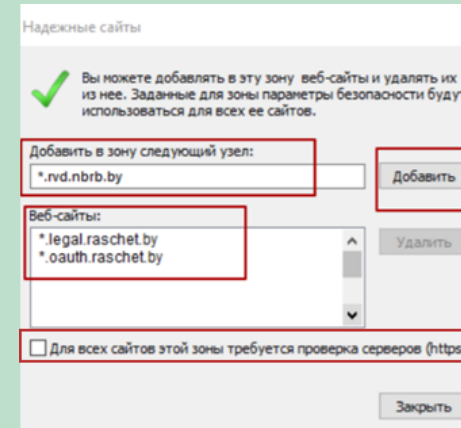 Надежные сайты
Вы можете добавлять в эту зону веб-сайты и удалять их
из нее. Заданные для зоны параметры безопасности будут
использоваться для всех ее сайтов.
Добавить в зону следующий узел:
*.rvd.nbrb.by
Добавить
Веб-сайты:
*.legal.raschet.by
*.oauth.raschet.by
Удалить
Для всех сайтов этой зоны требуется проверка серверов (https
Закрыть